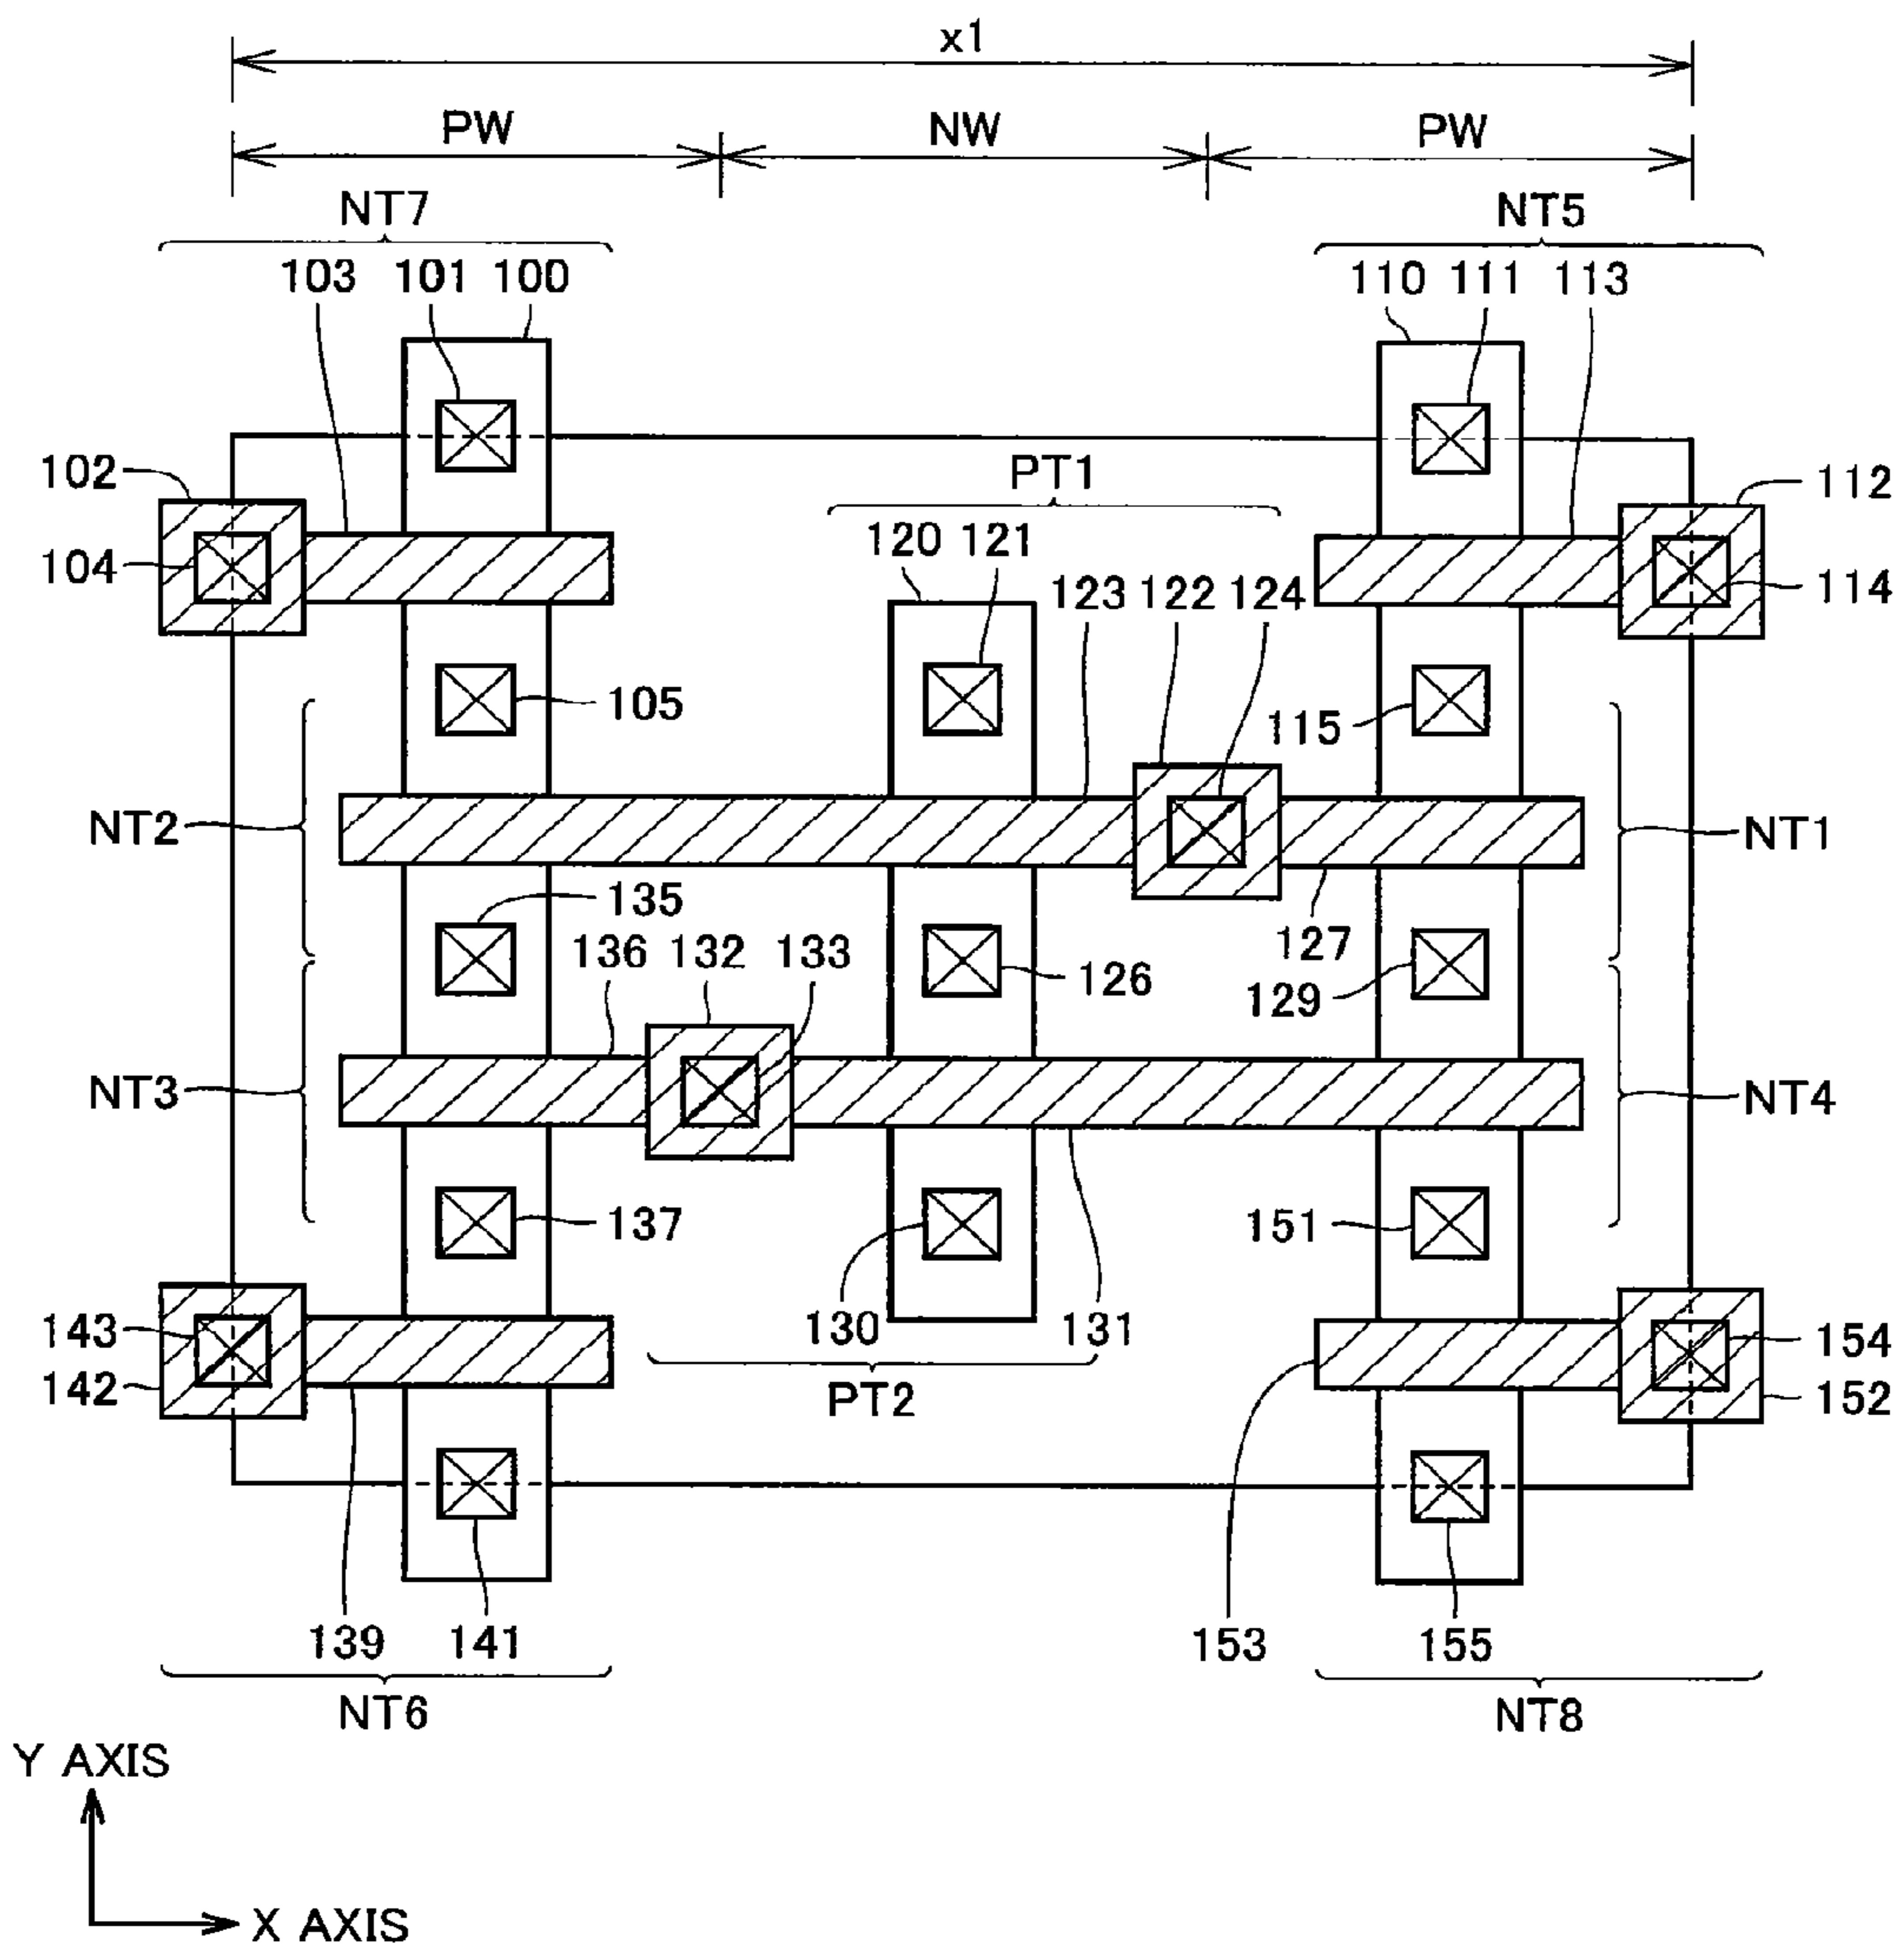 x1
PW NW PW
NT7 NT5
103 101 100 110 111 113
102 PT1 112
120 121
104 123 122 124 114
105 115
NT2 NT1
135
136 132 133 127
126 129
NT3 NT4
137 151
143 130 131 154
142 PT2 152
139 141 153 155
NT6 NT8
Y AXIS
X AXIS